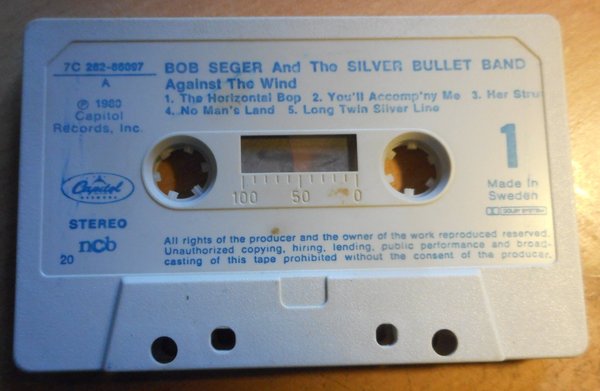 7C 262-86097
A
BOB SEGER And The SILVER BULLET BAND
Against The Wind
1. The Horizontal Bop 2. You'll Accomp'ny Me 3. Her Stru
4. No Man's Land 5. Long Twin Silver Line
℗ 1980
Capitol
Records, Inc.
1
Capitol
100 50 0
Made in
Sweden
DOLBY SYSTEM
STEREO
ncb
20
All rights of the producer and the owner of the work reproduced reserved.
Unauthorized copying, hiring, lending, public performance and broad-
casting of this tape prohibited without the consent of the producer.